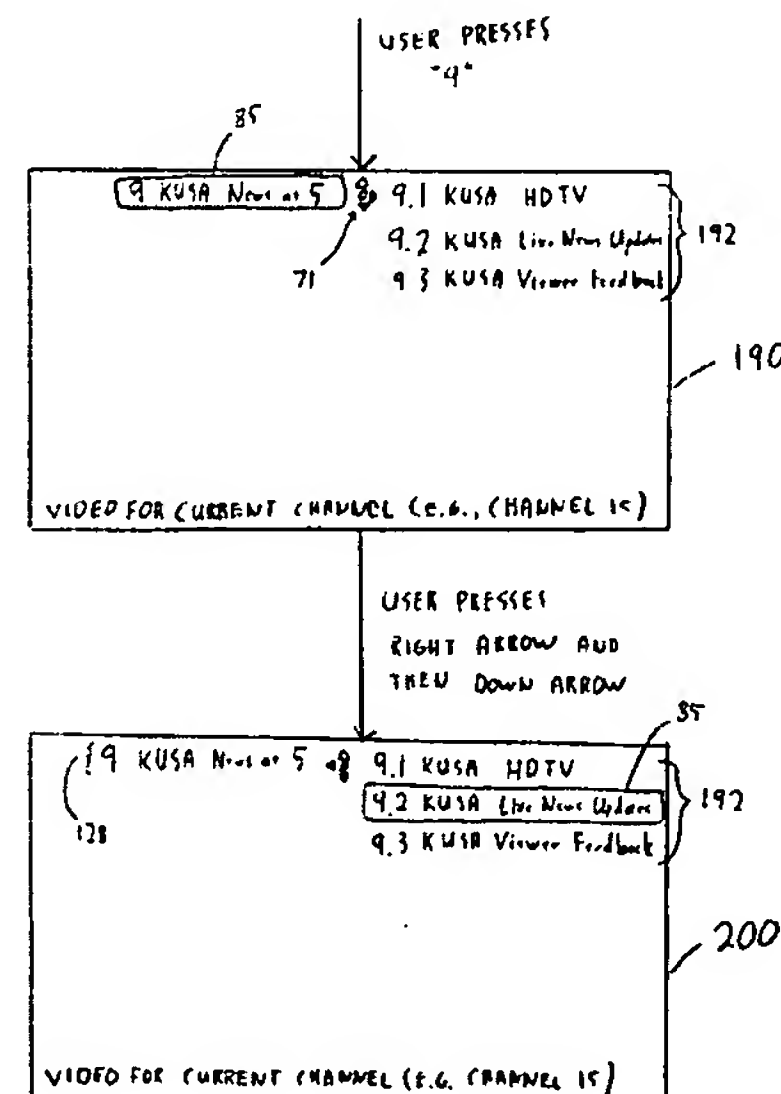 USER PRESSES
"9"
85
9 KUSA News at 5 9.1 KUSA HDTV
9.2 KUSA Live News Update 192
71 9.3 KUSA Viewer Feedback
190
VIDEO FOR CURRENT CHANNEL (E.G., CHANNEL 15)
USER PRESSES
RIGHT ARROW AND
THEN DOWN ARROW
85
9 KUSA News at 5 9.1 KUSA HDTV
9.2 KUSA Live News Update 192
128 9.3 KUSA Viewer Feedback
200
VIDEO FOR CURRENT CHANNEL (E.G. CHANNEL 15)